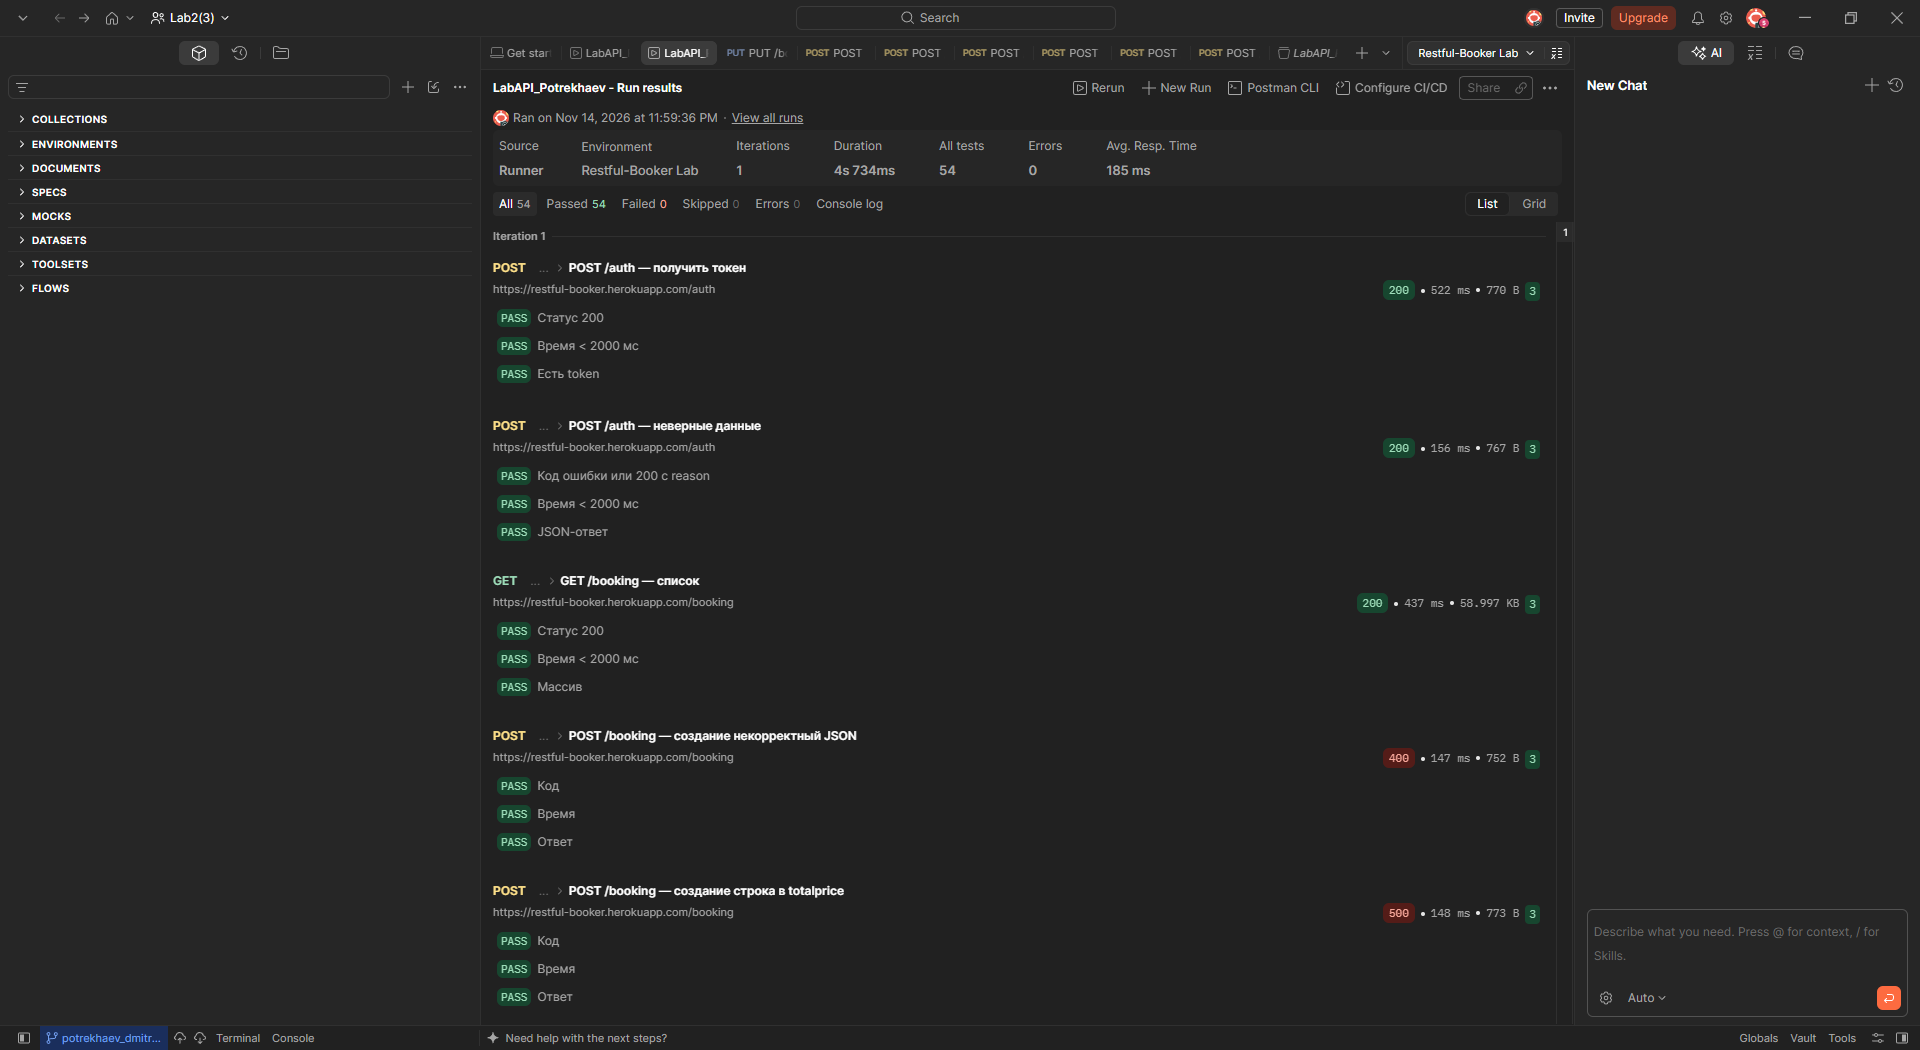 Lab2(3)
Search
Invite
Upgrade
Get star
LabAPI_
LabAPI_
PUT PUT /b
POST POST
POST POST
POST POST
POST POST
POST POST
POST POST
LabAPI_
Restful-Booker Lab
AI
LabAPI_Potrekhaev - Run results
Rerun
New Run
Postman CLI
Configure CI/CD
Share
New Chat
Ran on Nov 14, 2026 at 11:59:36 PM · View all runs
COLLECTIONS
ENVIRONMENTS
DOCUMENTS
SPECS
MOCKS
DATASETS
TOOLSETS
FLOWS
Source Environment Iterations Duration All tests Errors Avg. Resp. Time
Runner Restful-Booker Lab 1 4s 734ms 54 0 185 ms
All 54 Passed 54 Failed 0 Skipped 0 Errors 0 Console log
List Grid
Iteration 1
1
POST ... > POST /auth — получить токен
https://restful-booker.herokuapp.com/auth
200 • 522 ms • 770 B 3
PASS Статус 200
PASS Время < 2000 мс
PASS Есть token
POST ... > POST /auth — неверные данные
https://restful-booker.herokuapp.com/auth
200 • 156 ms • 767 B 3
PASS Код ошибки или 200 с reason
PASS Время < 2000 мс
PASS JSON-ответ
GET ... > GET /booking — список
https://restful-booker.herokuapp.com/booking
200 • 437 ms • 58.997 KB 3
PASS Статус 200
PASS Время < 2000 мс
PASS Массив
POST ... > POST /booking — создание некорректный JSON
https://restful-booker.herokuapp.com/booking
400 • 147 ms • 752 B 3
PASS Код
PASS Время
PASS Ответ
POST ... > POST /booking — создание строка в totalprice
https://restful-booker.herokuapp.com/booking
500 • 148 ms • 773 B 3
PASS Код
PASS Время
PASS Ответ
Describe what you need. Press @ for context, / for
Skills.
Auto
potrekhaev_dmitr...
Terminal
Console
Need help with the next steps?
Globals
Vault
Tools